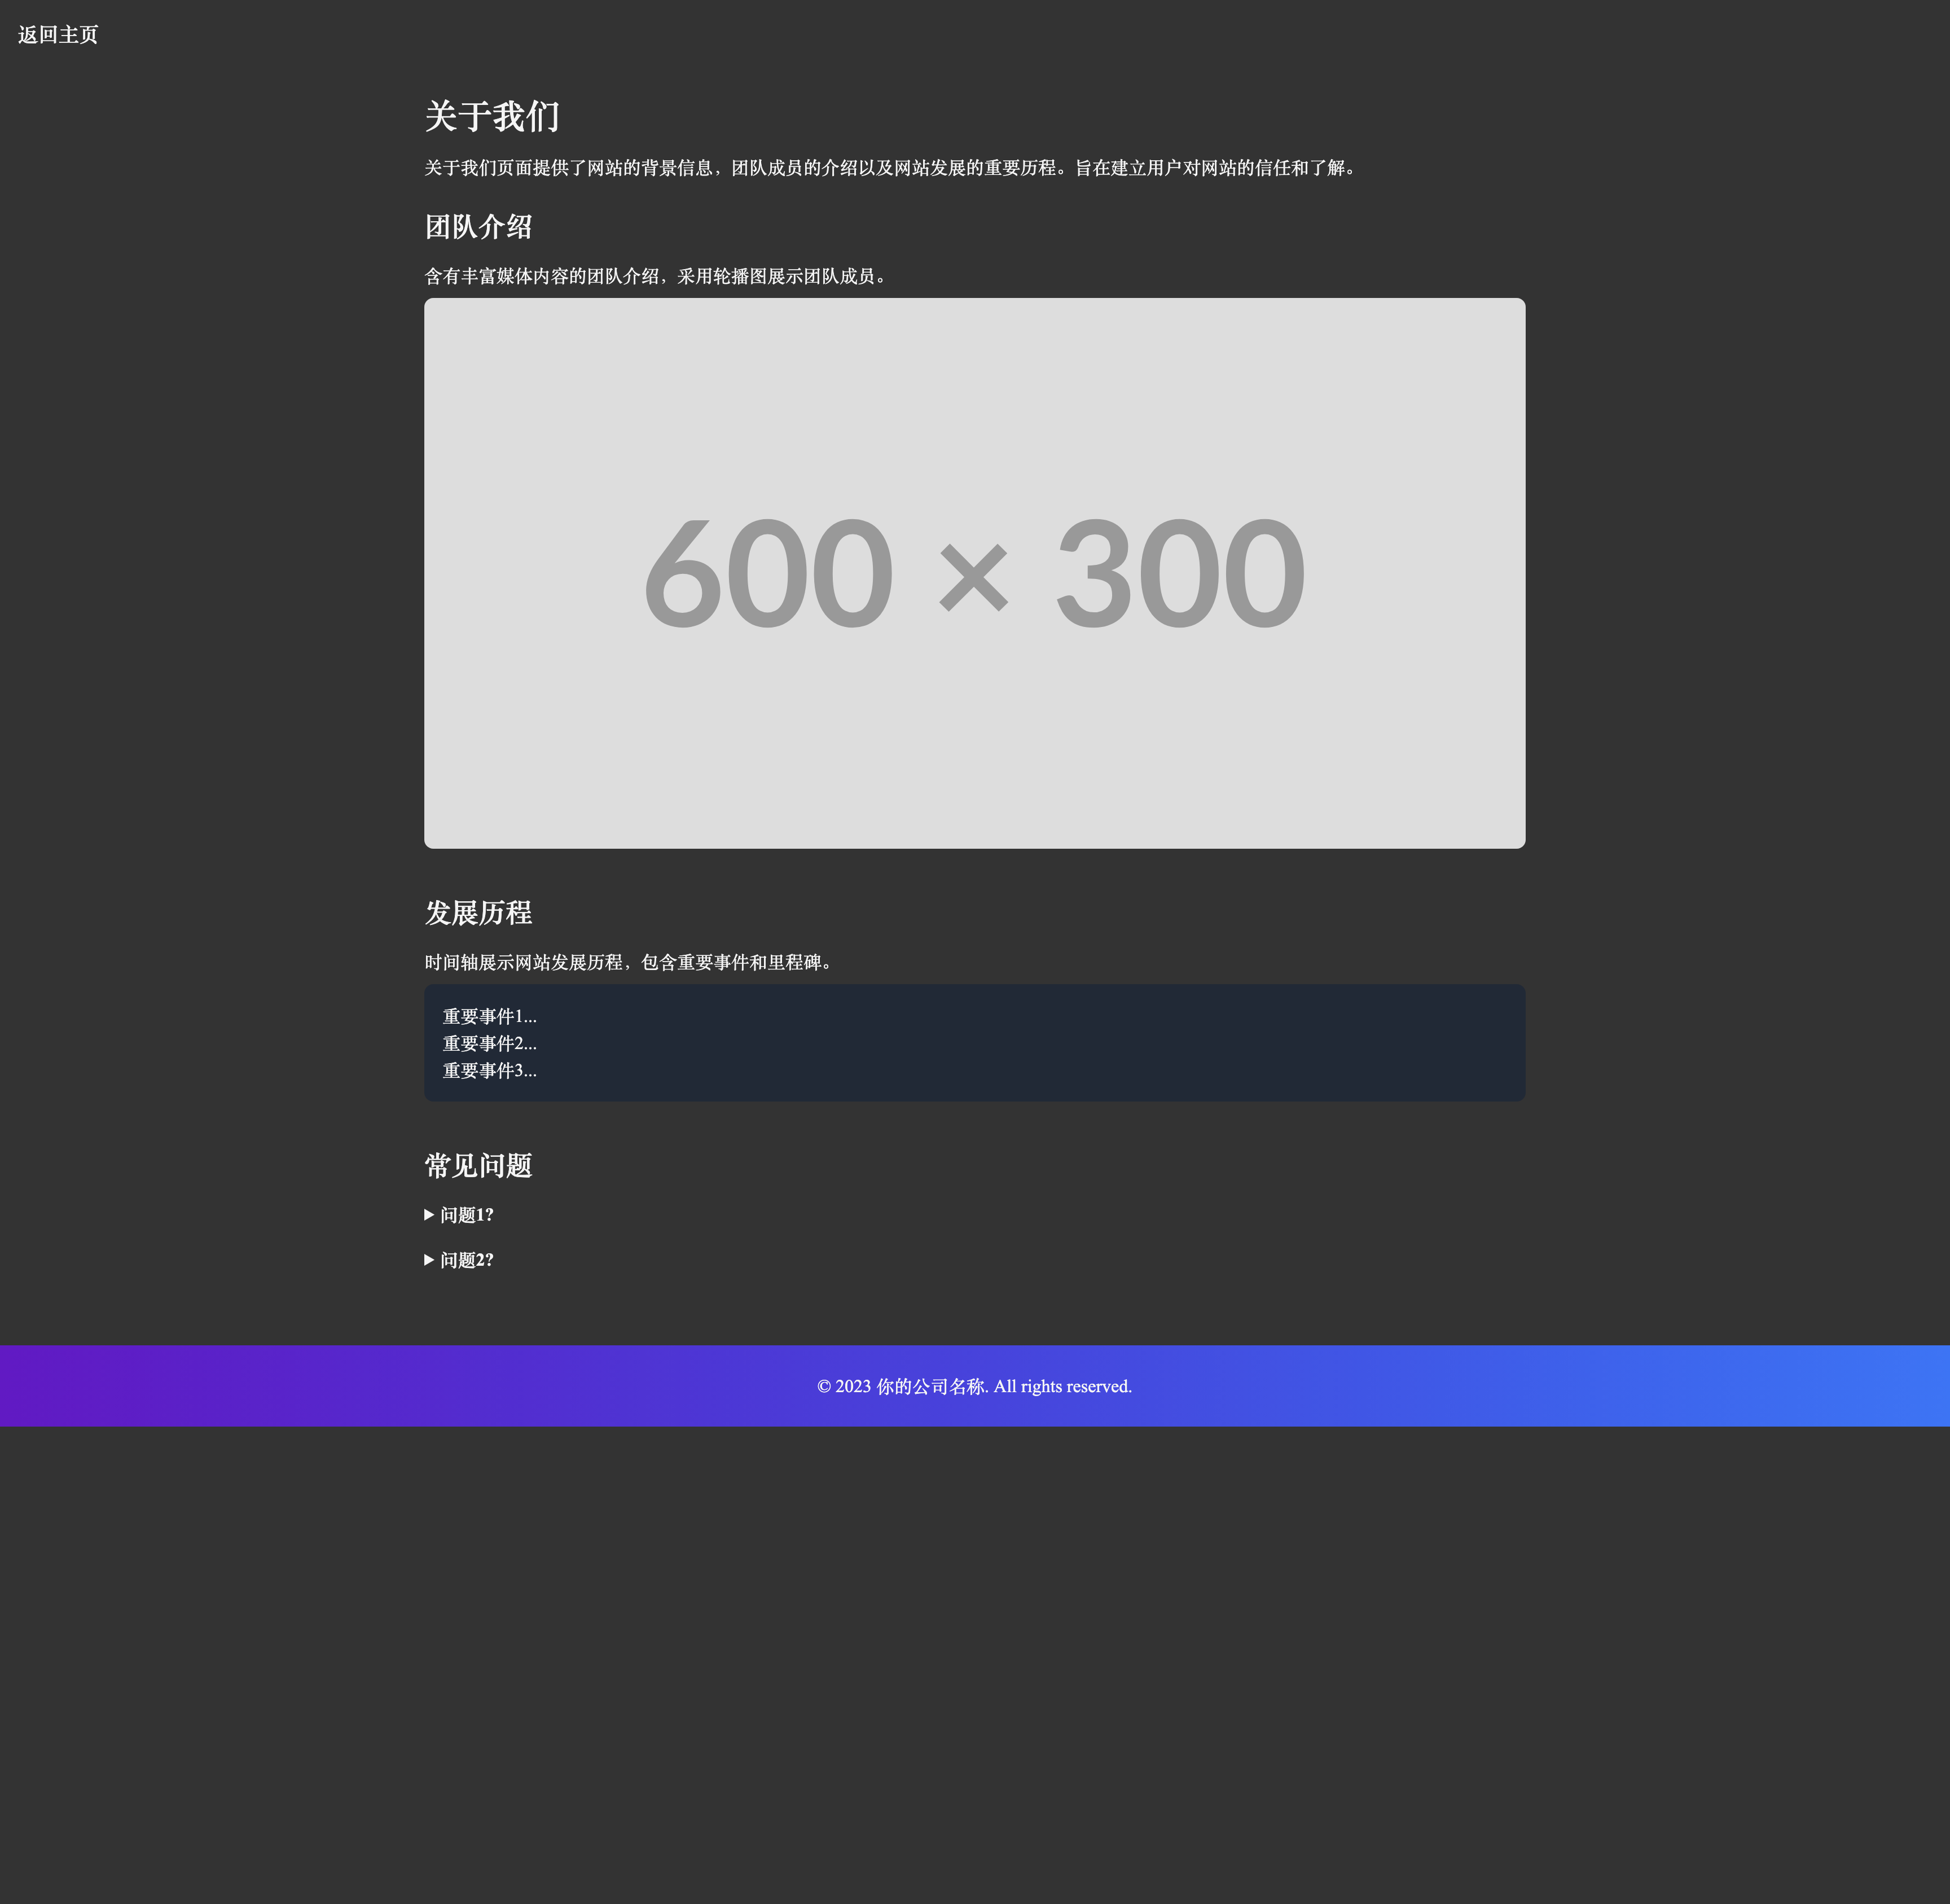 返回主页
关于我们
关于我们页面提供了网站的背景信息，团队成员的介绍以及网站发展的重要历程。旨在建立用户对网站的信任和了解。
团队介绍
含有丰富媒体内容的团队介绍，采用轮播图展示团队成员。
600 × 300
发展历程
时间轴展示网站发展历程，包含重要事件和里程碑。
重要事件1...
重要事件2...
重要事件3...
常见问题
问题1?
问题2?
© 2023 你的公司名称. All rights reserved.